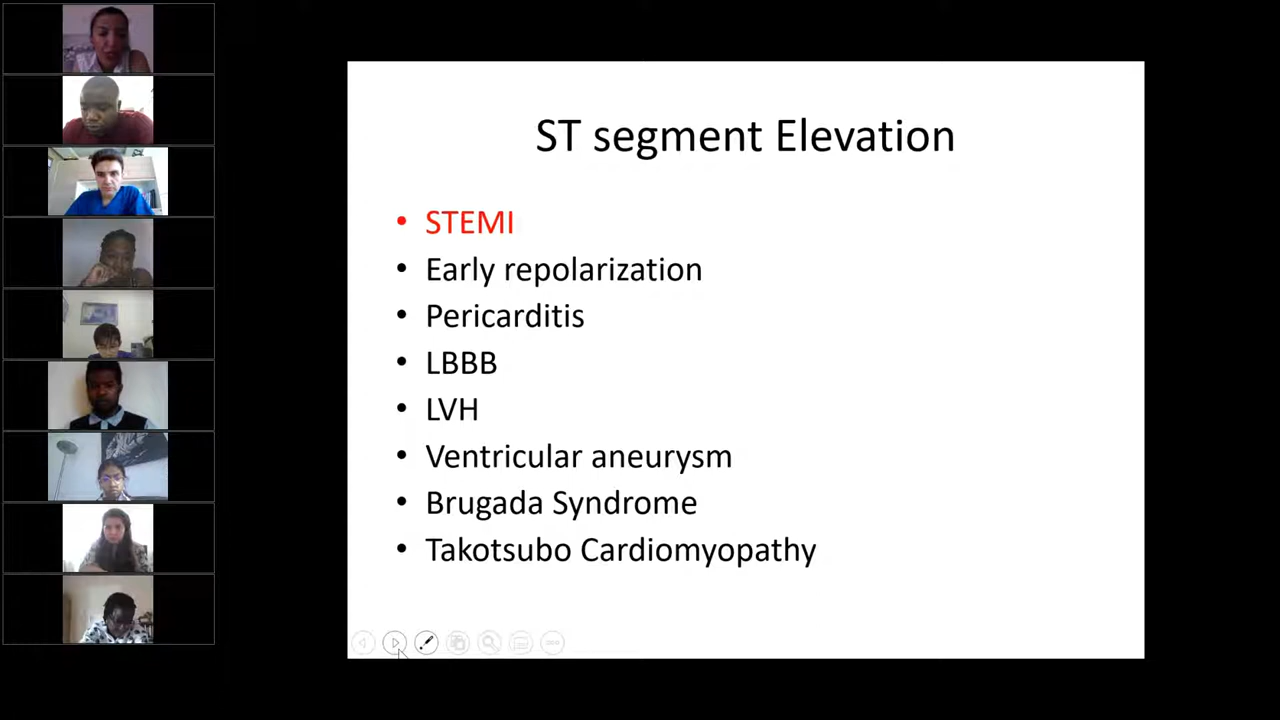 ST segment Elevation
• STEMI
• Early repolarization
• Pericarditis
• LBBB
• LVH
• Ventricular aneurysm
• Brugada Syndrome
• Takotsubo Cardiomyopathy